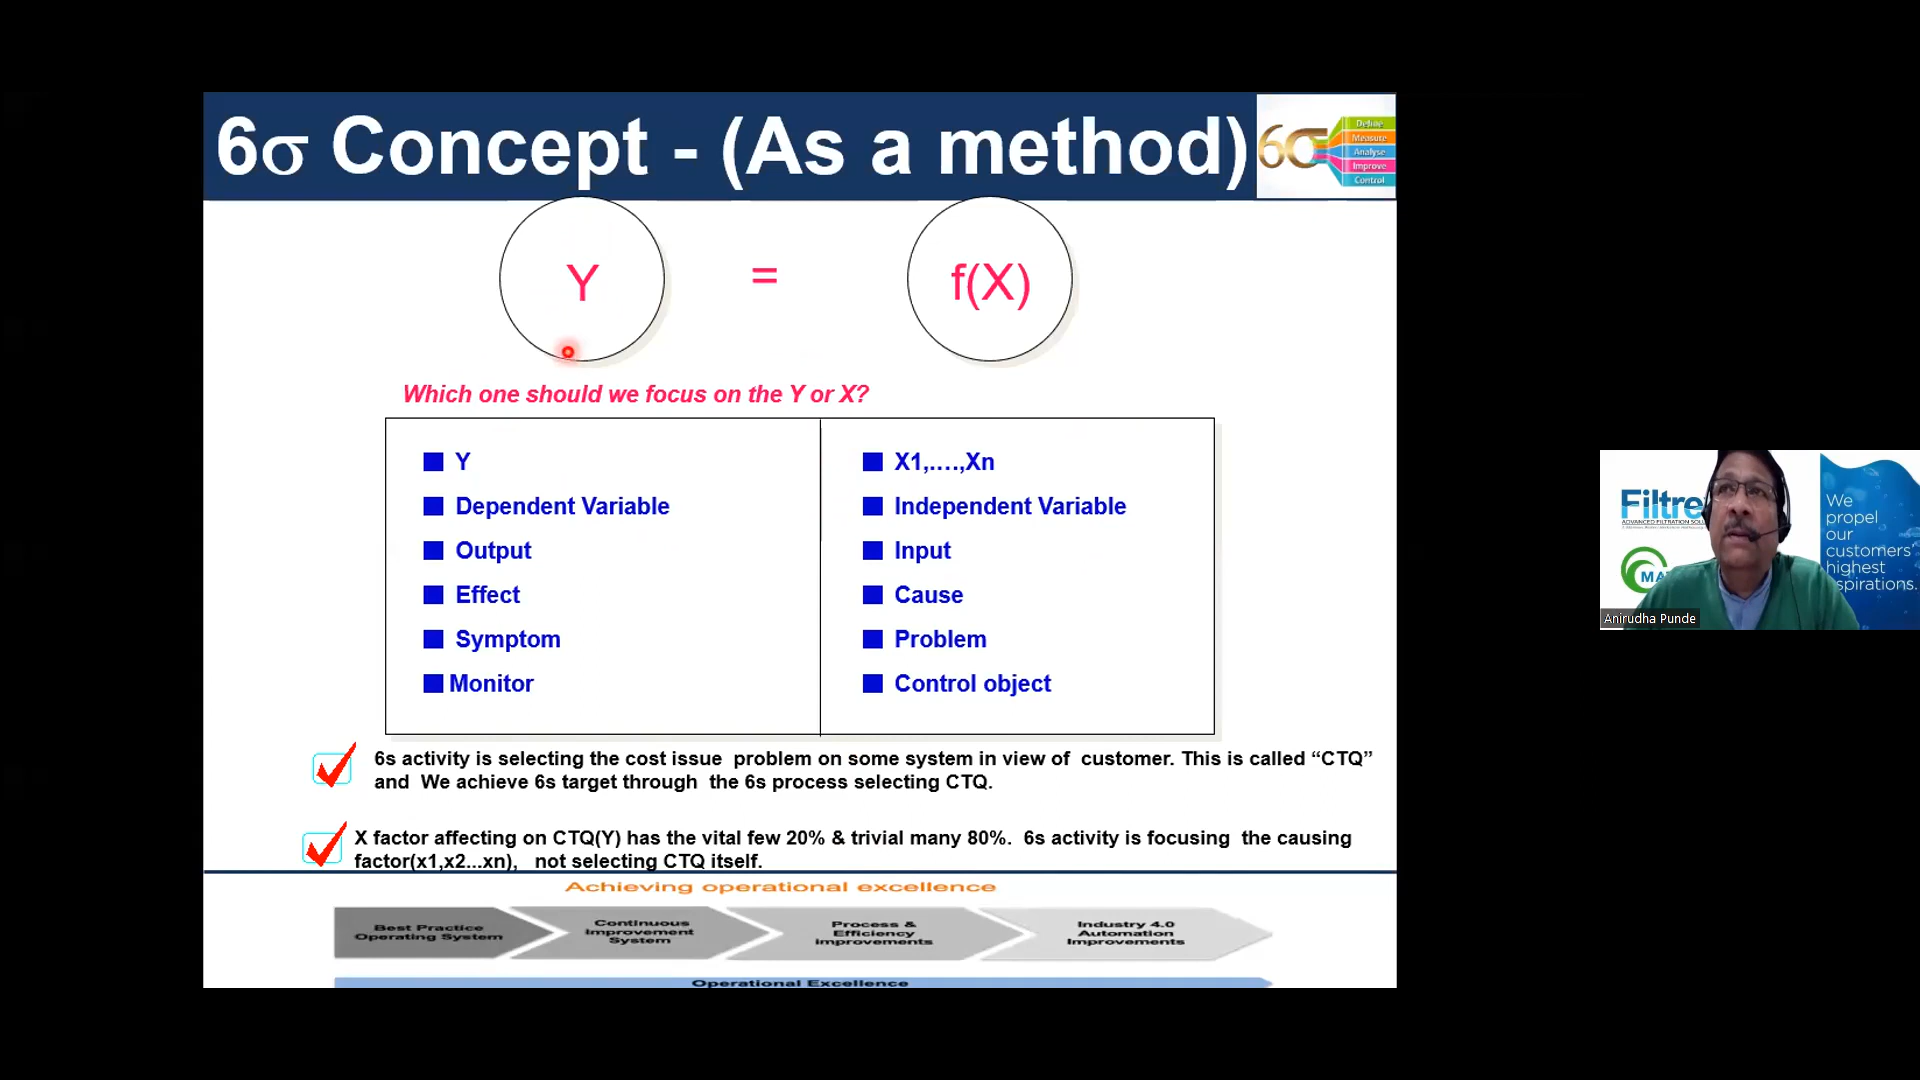 6σ Concept - (As a method)
6σ
Define
Measure
Analyse
Improve
Control
Y = f(X)
Which one should we focus on the Y or X?
Y
Dependent Variable
Output
Effect
Symptom
Monitor
X1,....,Xn
Independent Variable
Input
Cause
Problem
Control object
6s activity is selecting the cost issue problem on some system in view of customer. This is called “CTQ”
and We achieve 6s target through the 6s process selecting CTQ.
X factor affecting on CTQ(Y) has the vital few 20% & trivial many 80%. 6s activity is focusing the causing
factor(x1,x2...xn), not selecting CTQ itself.
Achieving operational excellence
Best Practice
Operating System
Continuous
Improvement
System
Process &
Efficiency
improvements
Industry 4.0
Automation
Improvements
Operational Excellence
Filtre
ADVANCED FILTRATION
MA
We
propel
our
customers'
highest
spirations.
Anirudha Punde